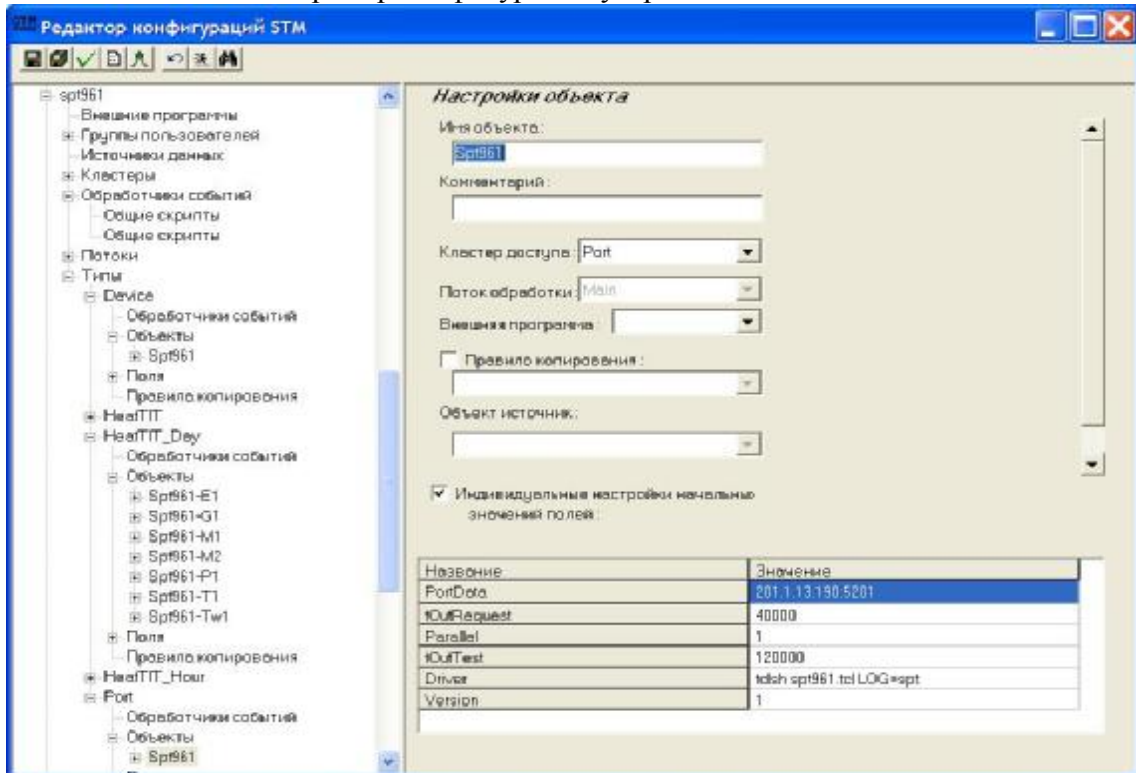 Редактор конфигураций STM
spt961
Внешние программы
Группы пользователей
Источники данных
Кластеры
Обработчики событий
Общие скрипты
Общие скрипты
Потоки
Типы
Device
Обработчики событий
Объекты
Spt961
Поля
Правила копирования
HeatTIT
HeatTIT_Day
Обработчики событий
Объекты
Spt961-E1
Spt961-G1
Spt961-M1
Spt961-M2
Spt961-P1
Spt961-T1
Spt961-Tw1
Поля
Правила копирования
HeatTIT_Hour
Port
Обработчики событий
Объекты
Spt961
Настройки объекта
Имя объекта:
Spt961
Комментарий:
Кластер доступа: Port
Поток обработки: Main
Внешняя программа
Правило копирования :
Объект источник:
Индивидуальные настройки начальных
значений полей:
Название Значение
PortData 201.1.13.190:5201
tOutRequest 40000
Parallel 1
tOutTest 120000
Driver tclsh spt961.tcl LOG=spt
Version 1